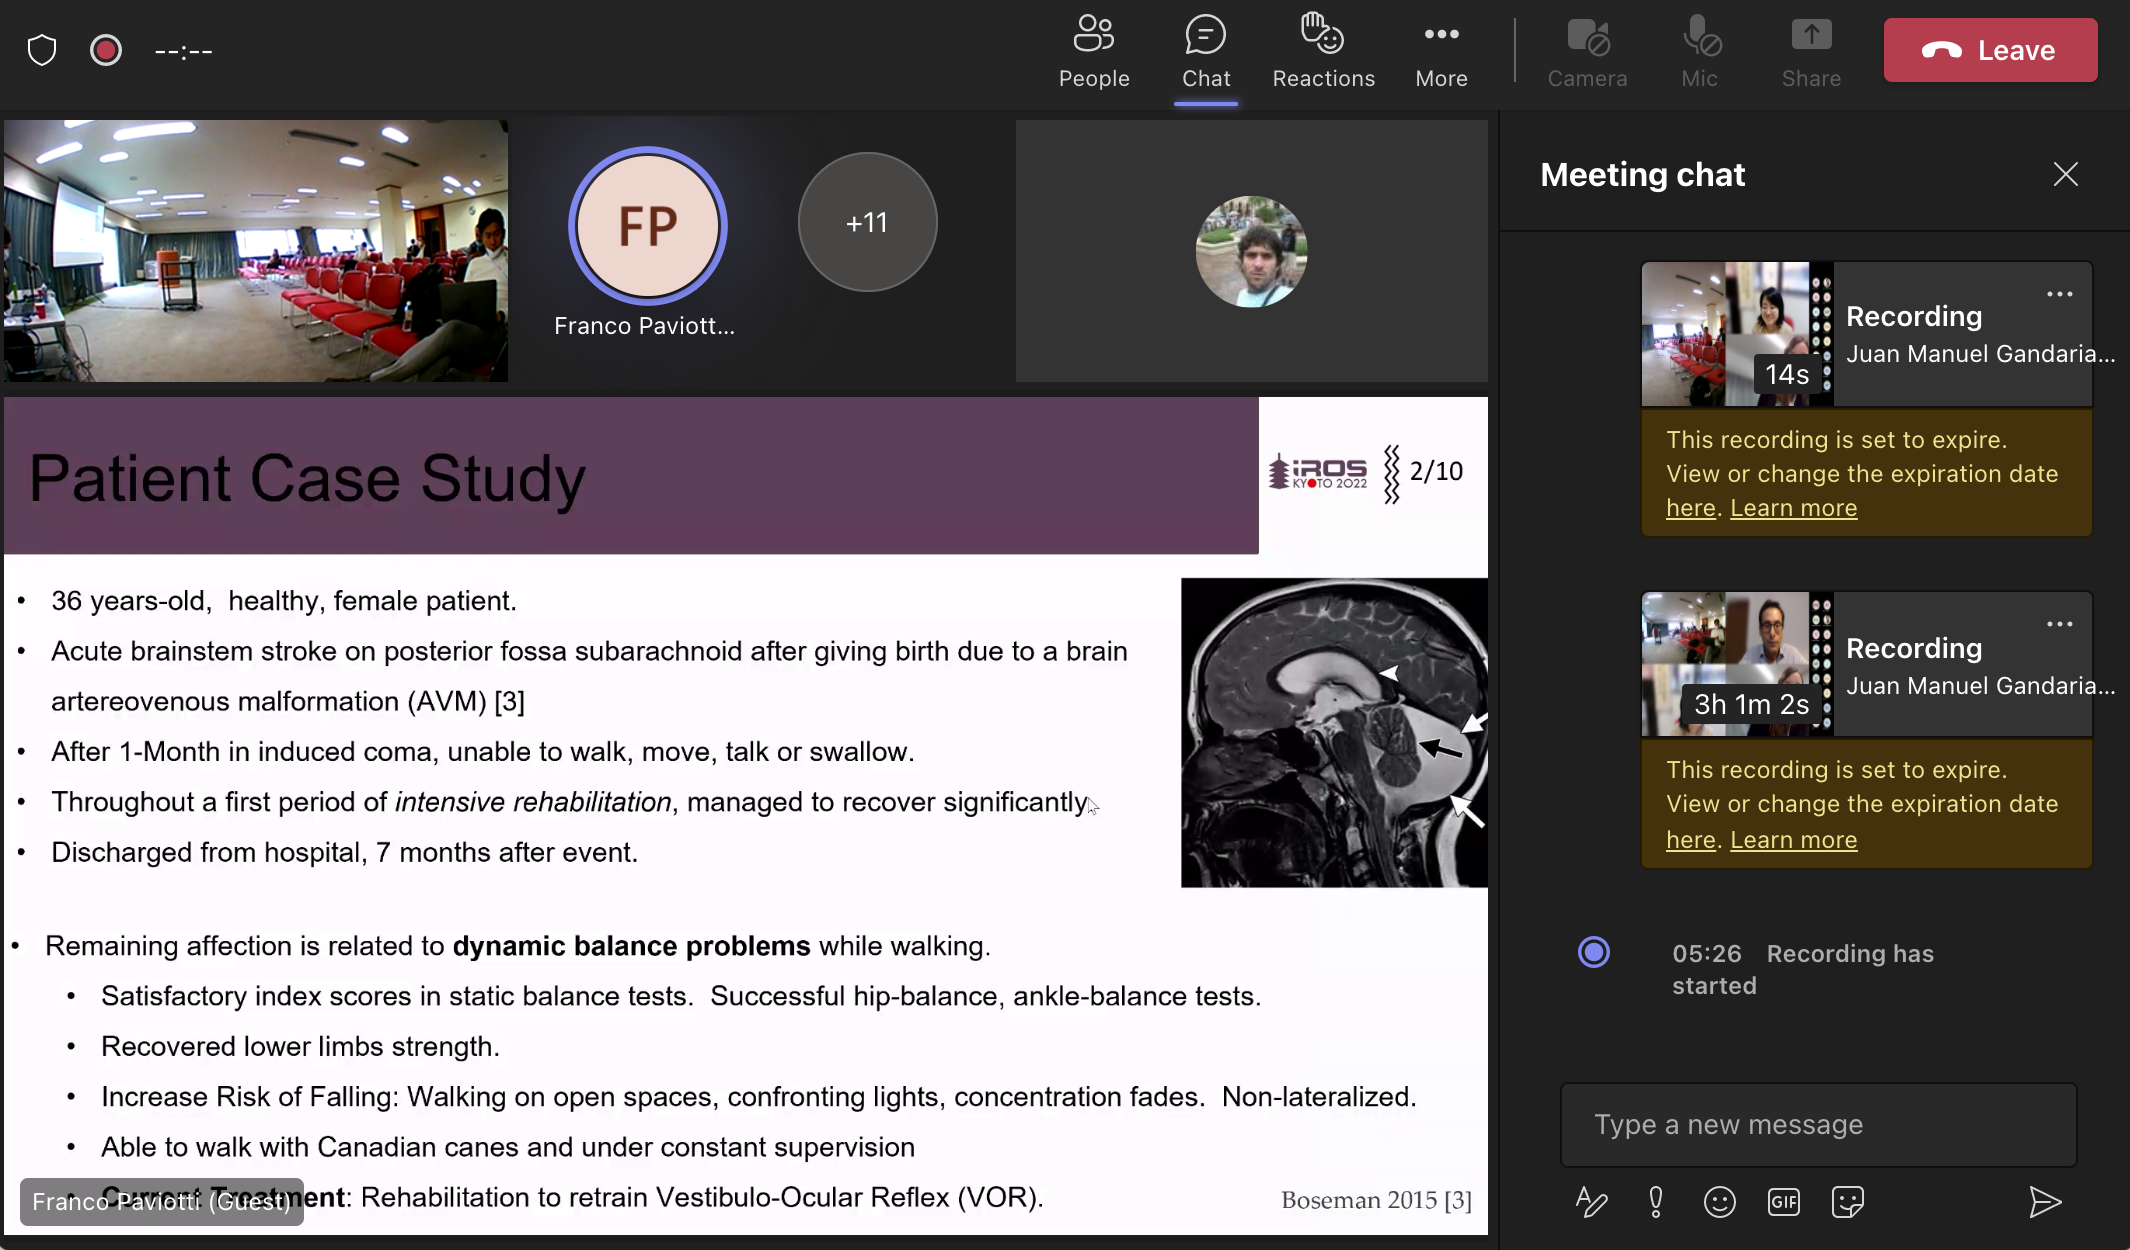 --:--
People
Chat
Reactions
More
Camera
Mic
Share
Leave
FP
Franco Paviott...
+11
Patient Case Study
iROS
KYOTO 2022
2/10
• 36 years-old,  healthy, female patient.
• Acute brainstem stroke on posterior fossa subarachnoid after giving birth due to a brain
artereovenous malformation (AVM) [3]
• After 1-Month in induced coma, unable to walk, move, talk or swallow.
• Throughout a first period of intensive rehabilitation, managed to recover significantly.
• Discharged from hospital, 7 months after event.
• Remaining affection is related to dynamic balance problems while walking.
• Satisfactory index scores in static balance tests.  Successful hip-balance, ankle-balance tests.
• Recovered lower limbs strength.
• Increase Risk of Falling: Walking on open spaces, confronting lights, concentration fades.  Non-lateralized.
• Able to walk with Canadian canes and under constant supervision
• Current Treatment: Rehabilitation to retrain Vestibulo-Ocular Reflex (VOR).
Franco Paviotti (Guest)
Boseman 2015 [3]
Meeting chat
Recording
Juan Manuel Gandaria...
14s
This recording is set to expire.
View or change the expiration date
here. Learn more
Recording
Juan Manuel Gandaria...
3h 1m 2s
This recording is set to expire.
View or change the expiration date
here. Learn more
05:26 Recording has
started
Type a new message
GIF